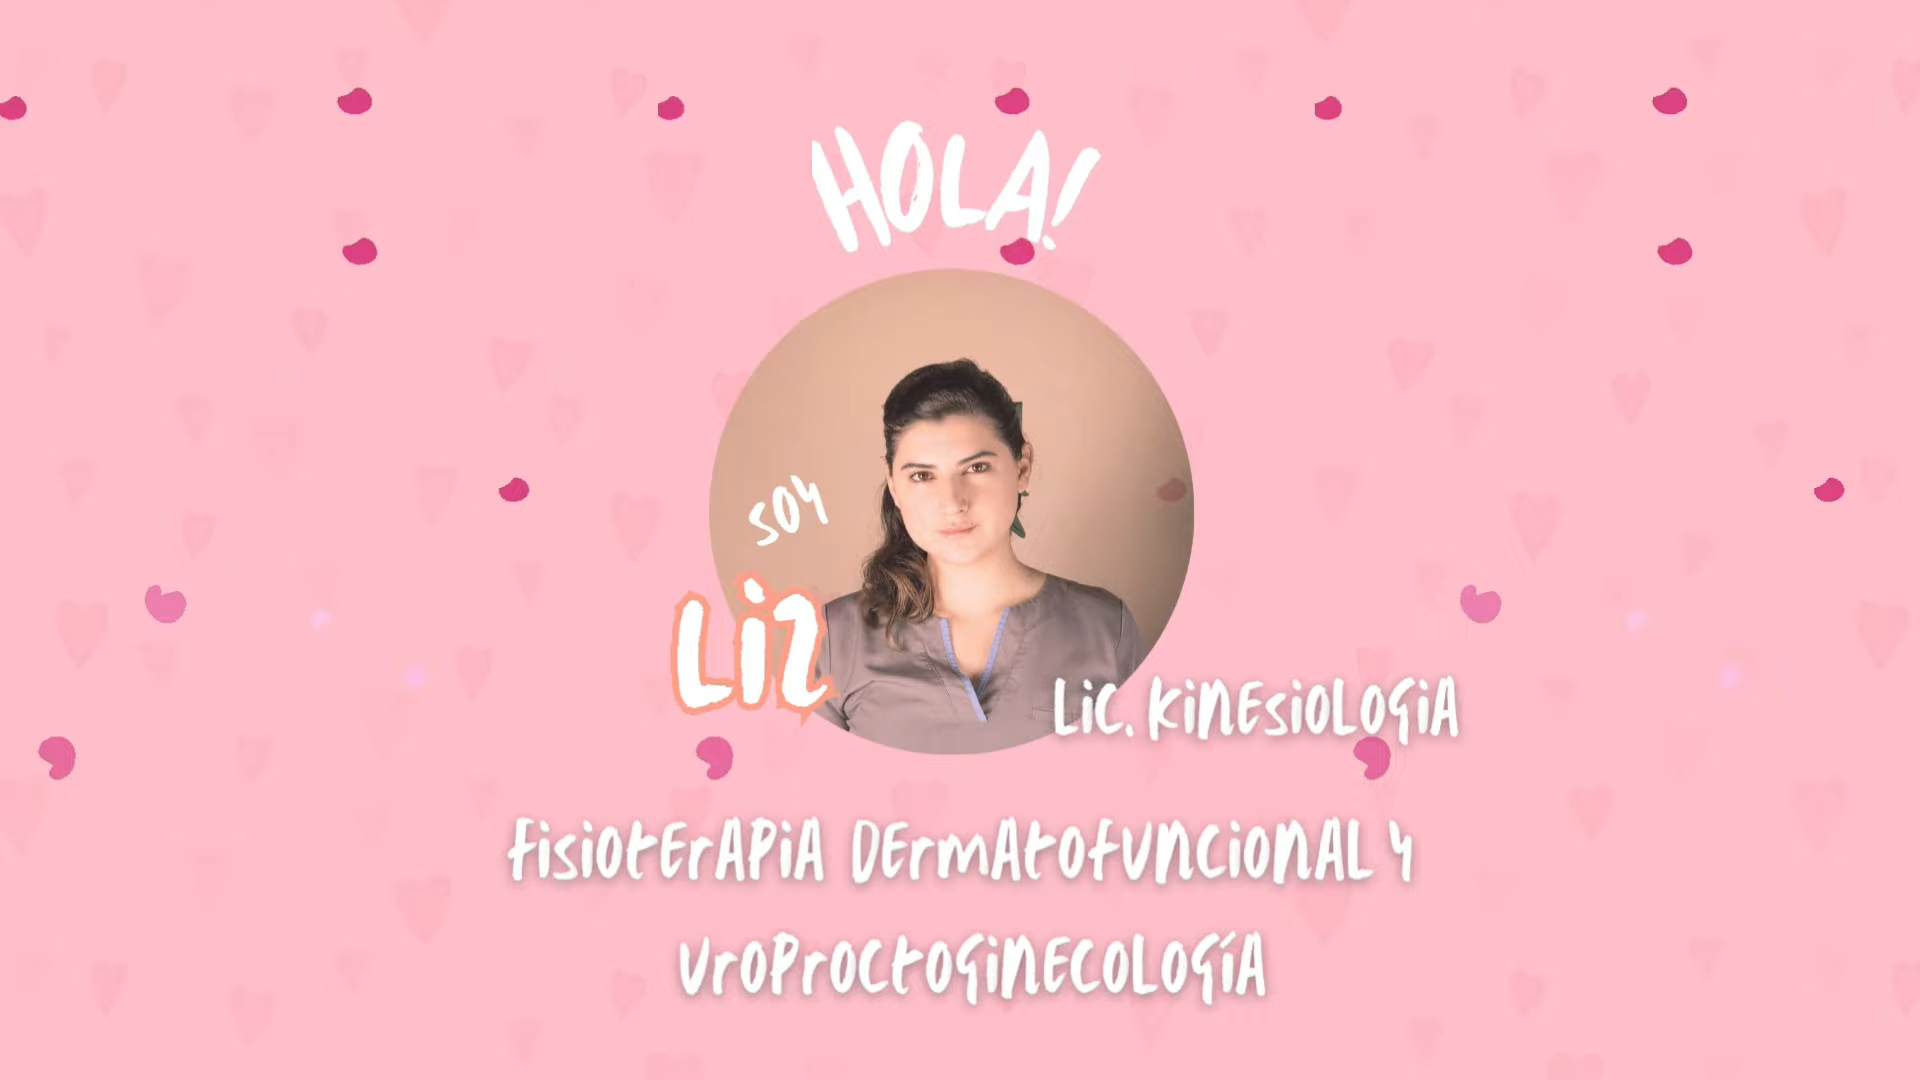 HOLA!
SOY
LiZ
LiC. KiNEsiOLOGiA
fisiotErAPiA DErmAtofUNCioNAL Y
UroProctoGiNECOLOGíA